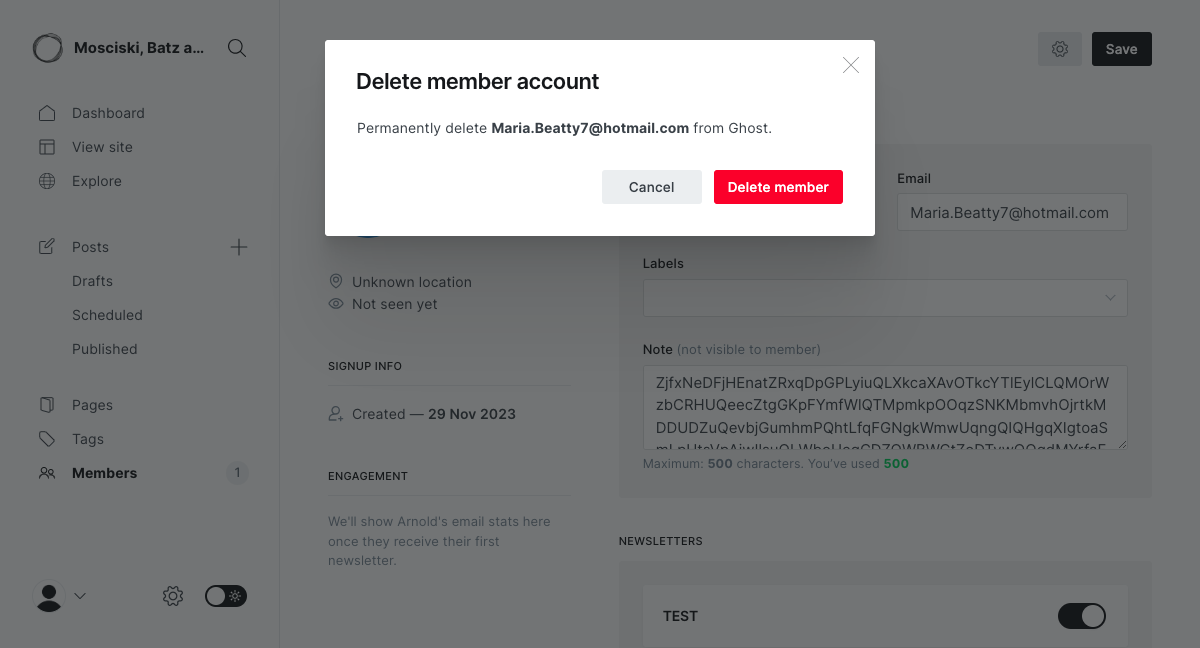 Mosciski, Batz a...
Dashboard
View site
Explore
Posts
Drafts
Scheduled
Published
Pages
Tags
Members
1
Save
Delete member account
Permanently delete Maria.Beatty7@hotmail.com from Ghost.
Cancel
Delete member
Unknown location
Not seen yet
SIGNUP INFO
Created — 29 Nov 2023
ENGAGEMENT
We'll show Arnold's email stats here
once they receive their first
newsletter.
Email
Maria.Beatty7@hotmail.com
Labels
Note (not visible to member)
Maximum: 500 characters. You've used 500
NEWSLETTERS
TEST